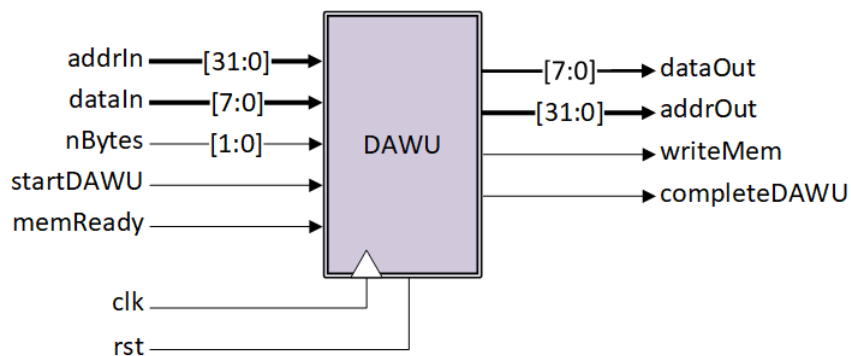 addrIn [31:0]
dataIn [7:0]
nBytes [1:0]
startDAWU
memReady
clk
rst
DAWU
[7:0] dataOut
[31:0] addrOut
writeMem
completeDAWU